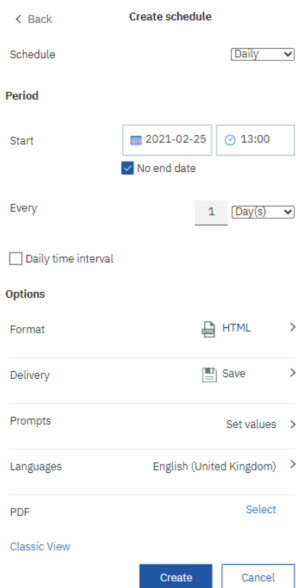 Back Create schedule
Schedule Daily
Period
Start 2021-02-25 13:00
No end date
Every 1 Day(s)
Daily time interval
Options
Format HTML
Delivery Save
Prompts Set values
Languages English (United Kingdom)
PDF Select
Classic View
Create Cancel